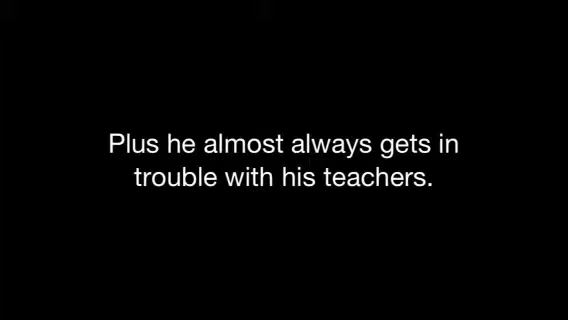 Plus he almost always gets in
trouble with his teachers.